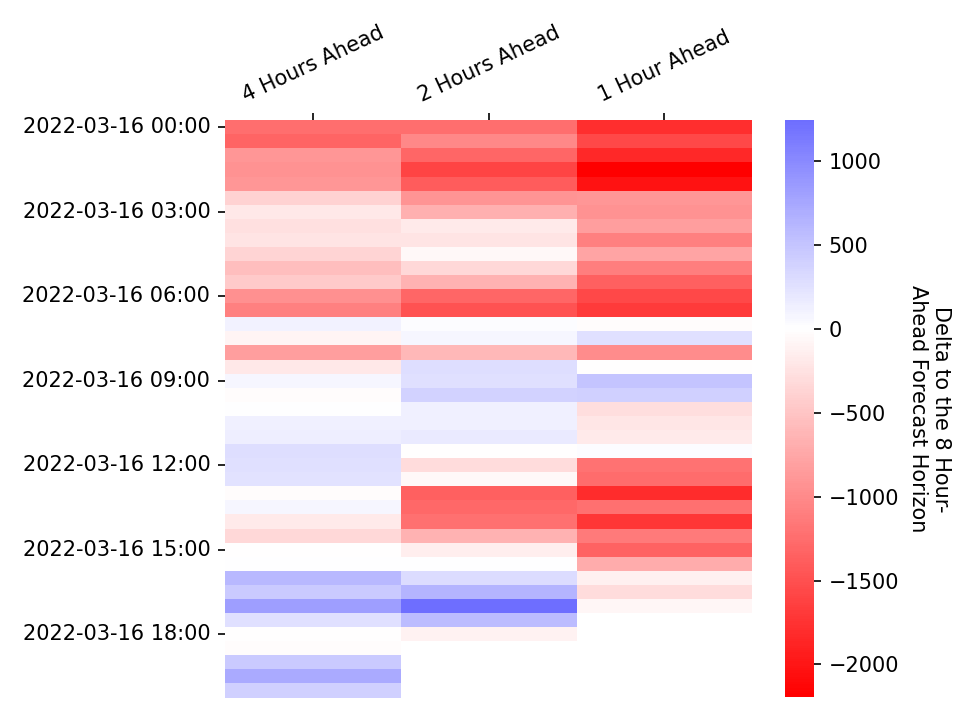 4 Hours Ahead
2 Hours Ahead
1 Hour Ahead
2022-03-16 00:00
2022-03-16 03:00
2022-03-16 06:00
2022-03-16 09:00
2022-03-16 12:00
2022-03-16 15:00
2022-03-16 18:00
1000
500
0
−500
−1000
−1500
−2000
Delta to the 8 Hour-
Ahead Forecast Horizon